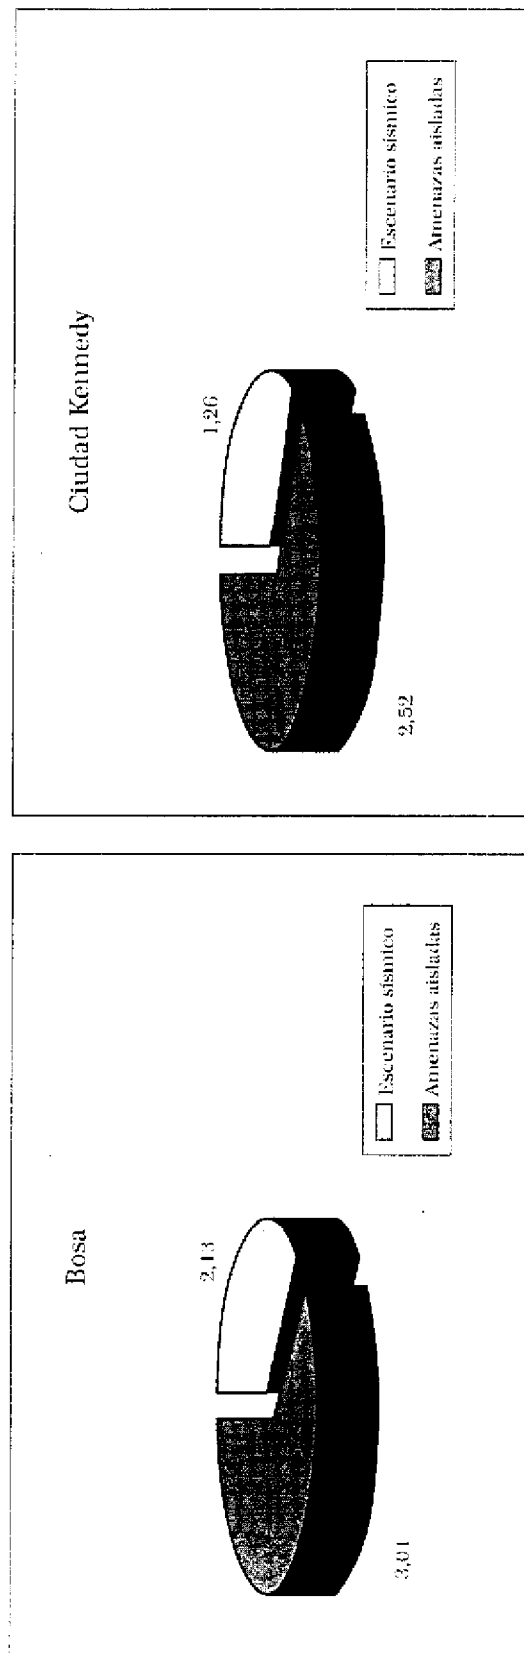 Bosa
2,13
3,01
Escenario sísmico
Amenazas aisladas
Ciudad Kennedy
1,26
2,52
Escenario sísmico
Amenazas aisladas